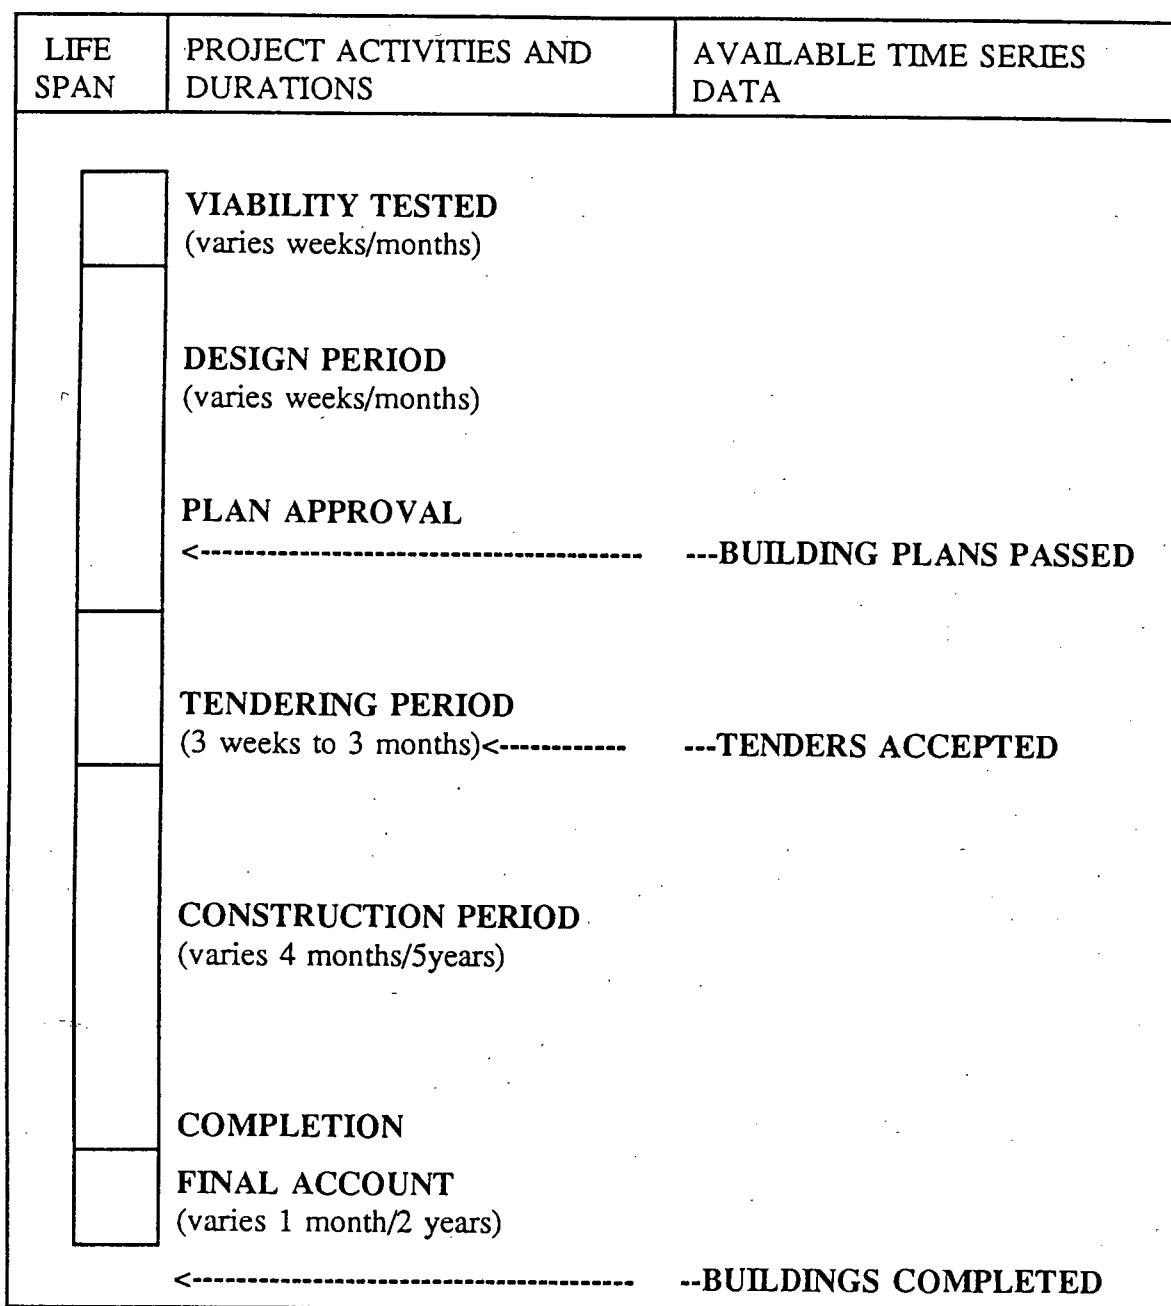 LIFE SPAN
PROJECT ACTIVITIES AND DURATIONS
AVAILABLE TIME SERIES DATA
VIABILITY TESTED
(varies weeks/months)
DESIGN PERIOD
(varies weeks/months)
PLAN APPROVAL
<---------------------------------------- ---BUILDING PLANS PASSED
TENDERING PERIOD
(3 weeks to 3 months)<------------ ---TENDERS ACCEPTED
CONSTRUCTION PERIOD
(varies 4 months/5years)
COMPLETION
FINAL ACCOUNT
(varies 1 month/2 years)
<---------------------------------------- --BUILDINGS COMPLETED